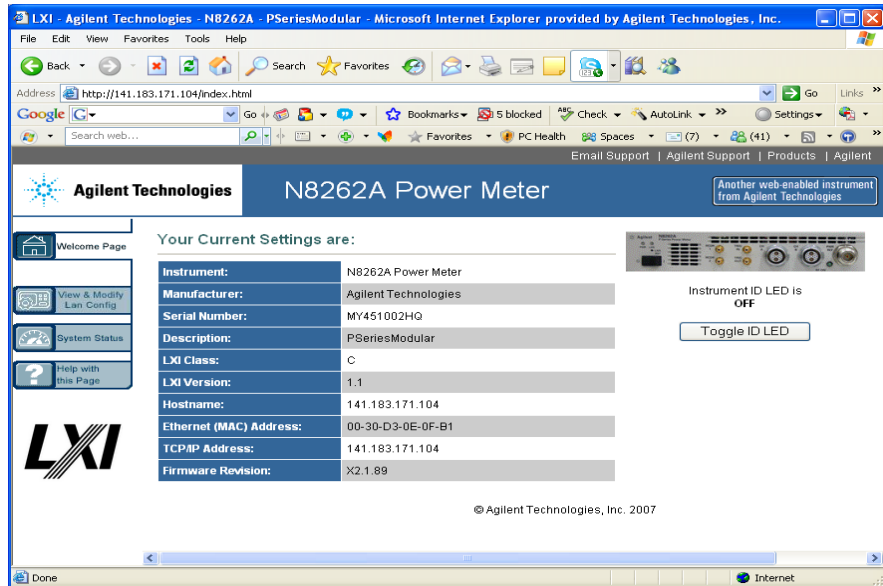 LXI - Agilent Technologies - N8262A - PSeriesModular - Microsoft Internet Explorer provided by Agilent Technologies, Inc.
File Edit View Favorites Tools Help
Back Search Favorites
Address http://141.183.171.104/index.html Go Links »
Google G Go Bookmarks 5 blocked ABC Check AutoLink » Settings
Search web... Favorites PC Health Spaces (7) (41) »
Email Support | Agilent Support | Products | Agilent
Agilent Technologies
N8262A Power Meter
Another web-enabled instrument
from Agilent Technologies
Welcome Page
View & Modify
Lan Config
System Status
Help with
this Page
LXI
Your Current Settings are:
Instrument: N8262A Power Meter
Manufacturer: Agilent Technologies
Serial Number: MY451002HQ
Description: PSeriesModular
LXI Class: C
LXI Version: 1.1
Hostname: 141.183.171.104
Ethernet (MAC) Address: 00-30-D3-0E-0F-B1
TCP/IP Address: 141.183.171.104
Firmware Revision: X2.1.89
Instrument ID LED is
OFF
Toggle ID LED
© Agilent Technologies, Inc. 2007
Done Internet